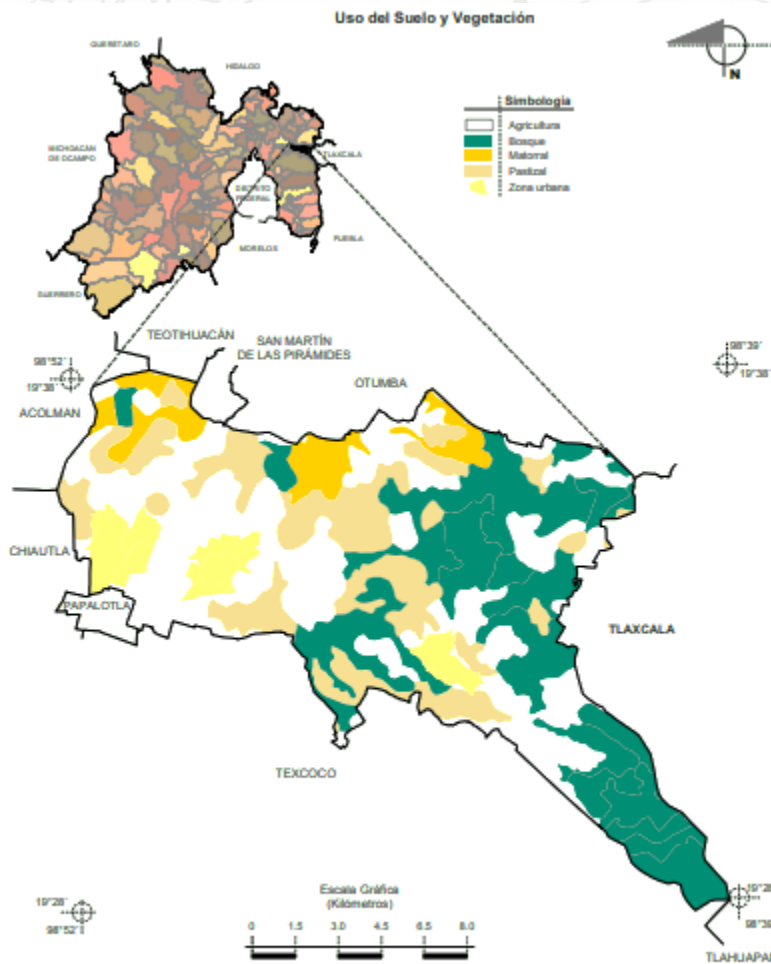 Uso del Suelo y Vegetación
QUERETARO
HIDALGO
MICHOACÁN
DE OCAMPO
TLAXCALA
DISTRITO
FEDERAL
MORELOS
PUEBLA
GUERRERO
N
Simbología
Agricultura
Bosque
Matorral
Pastizal
Zona urbana
TEOTIHUACÁN
SAN MARTÍN
DE LAS PIRÁMIDES
OTUMBA
98°52'
19°38'
98°39'
19°38'
ACOLMAN
CHIAUTLA
PAPALOTLA
TLAXCALA
TEXCOCO
Escala Gráfica
(Kilómetros)
0 1.5 3.0 4.5 6.5 8.0
19°28'
98°52'
19°28
98°39
TLAHUAPAN